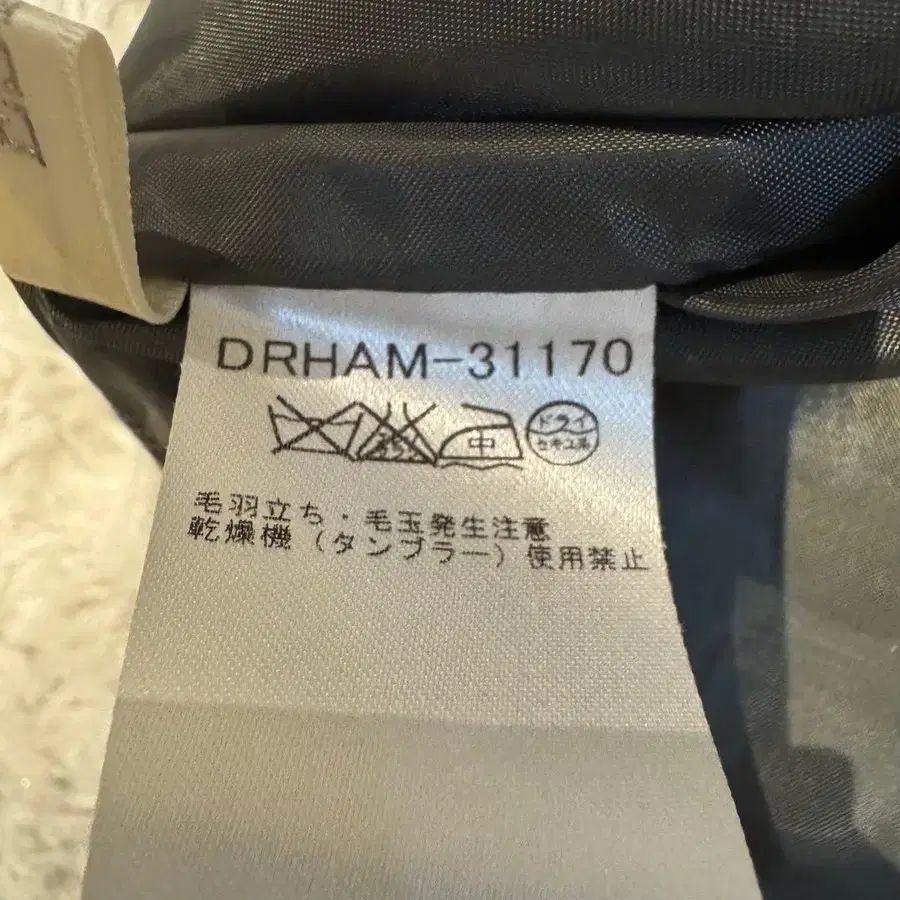 DRHAM-31170
中 ドライ セキユ系
毛羽立ち・毛玉発生注意
乾燥機（タンブラー）使用禁止